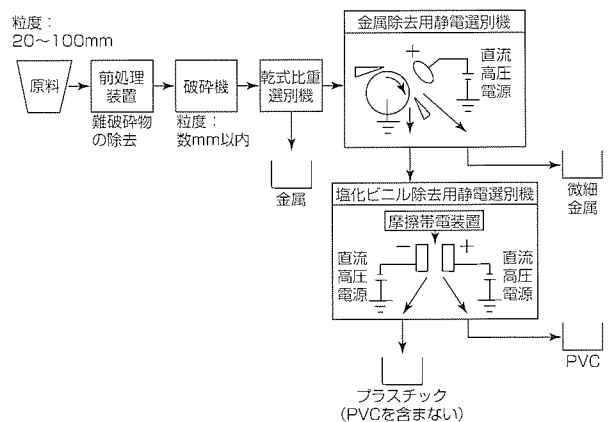 粒度：
20〜100mm
原料
前処理
装置
難破砕物
の除去
破砕機
粒度：
数mm以内
乾式比重
選別機
金属
金属除去用静電選別機
+
直流
高圧
電源
微細
金属
塩化ビニル除去用静電選別機
摩擦帯電装置
− +
直流
高圧
電源
直流
高圧
電源
PVC
プラスチック
（PVCを含まない）